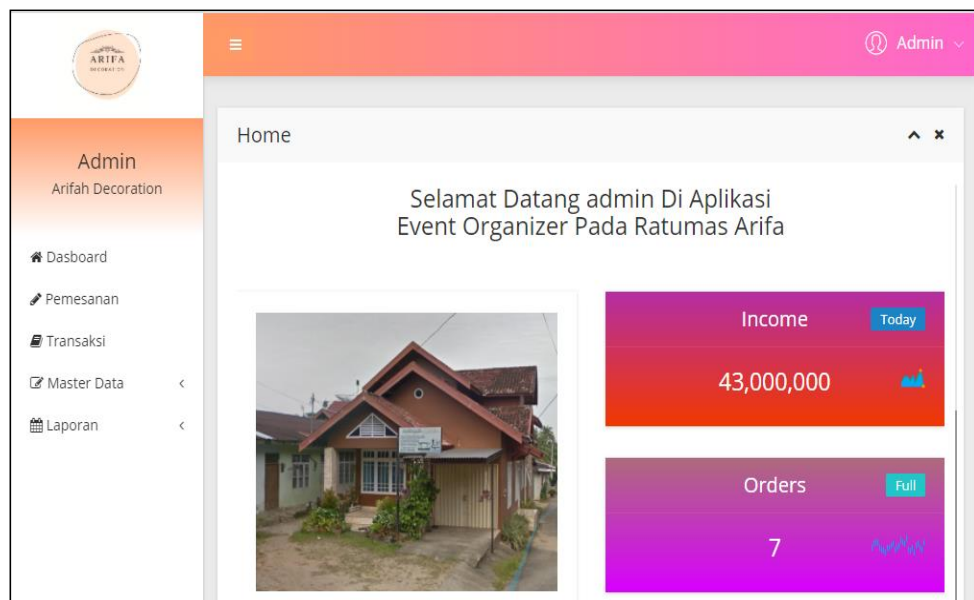 ARIFA
DECORATION
Admin
Admin
Arifah Decoration
Dasboard
Pemesanan
Transaksi
Master Data
Laporan
Home
Selamat Datang admin Di Aplikasi
Event Organizer Pada Ratumas Arifa
Income
Today
43,000,000
Orders
Full
7